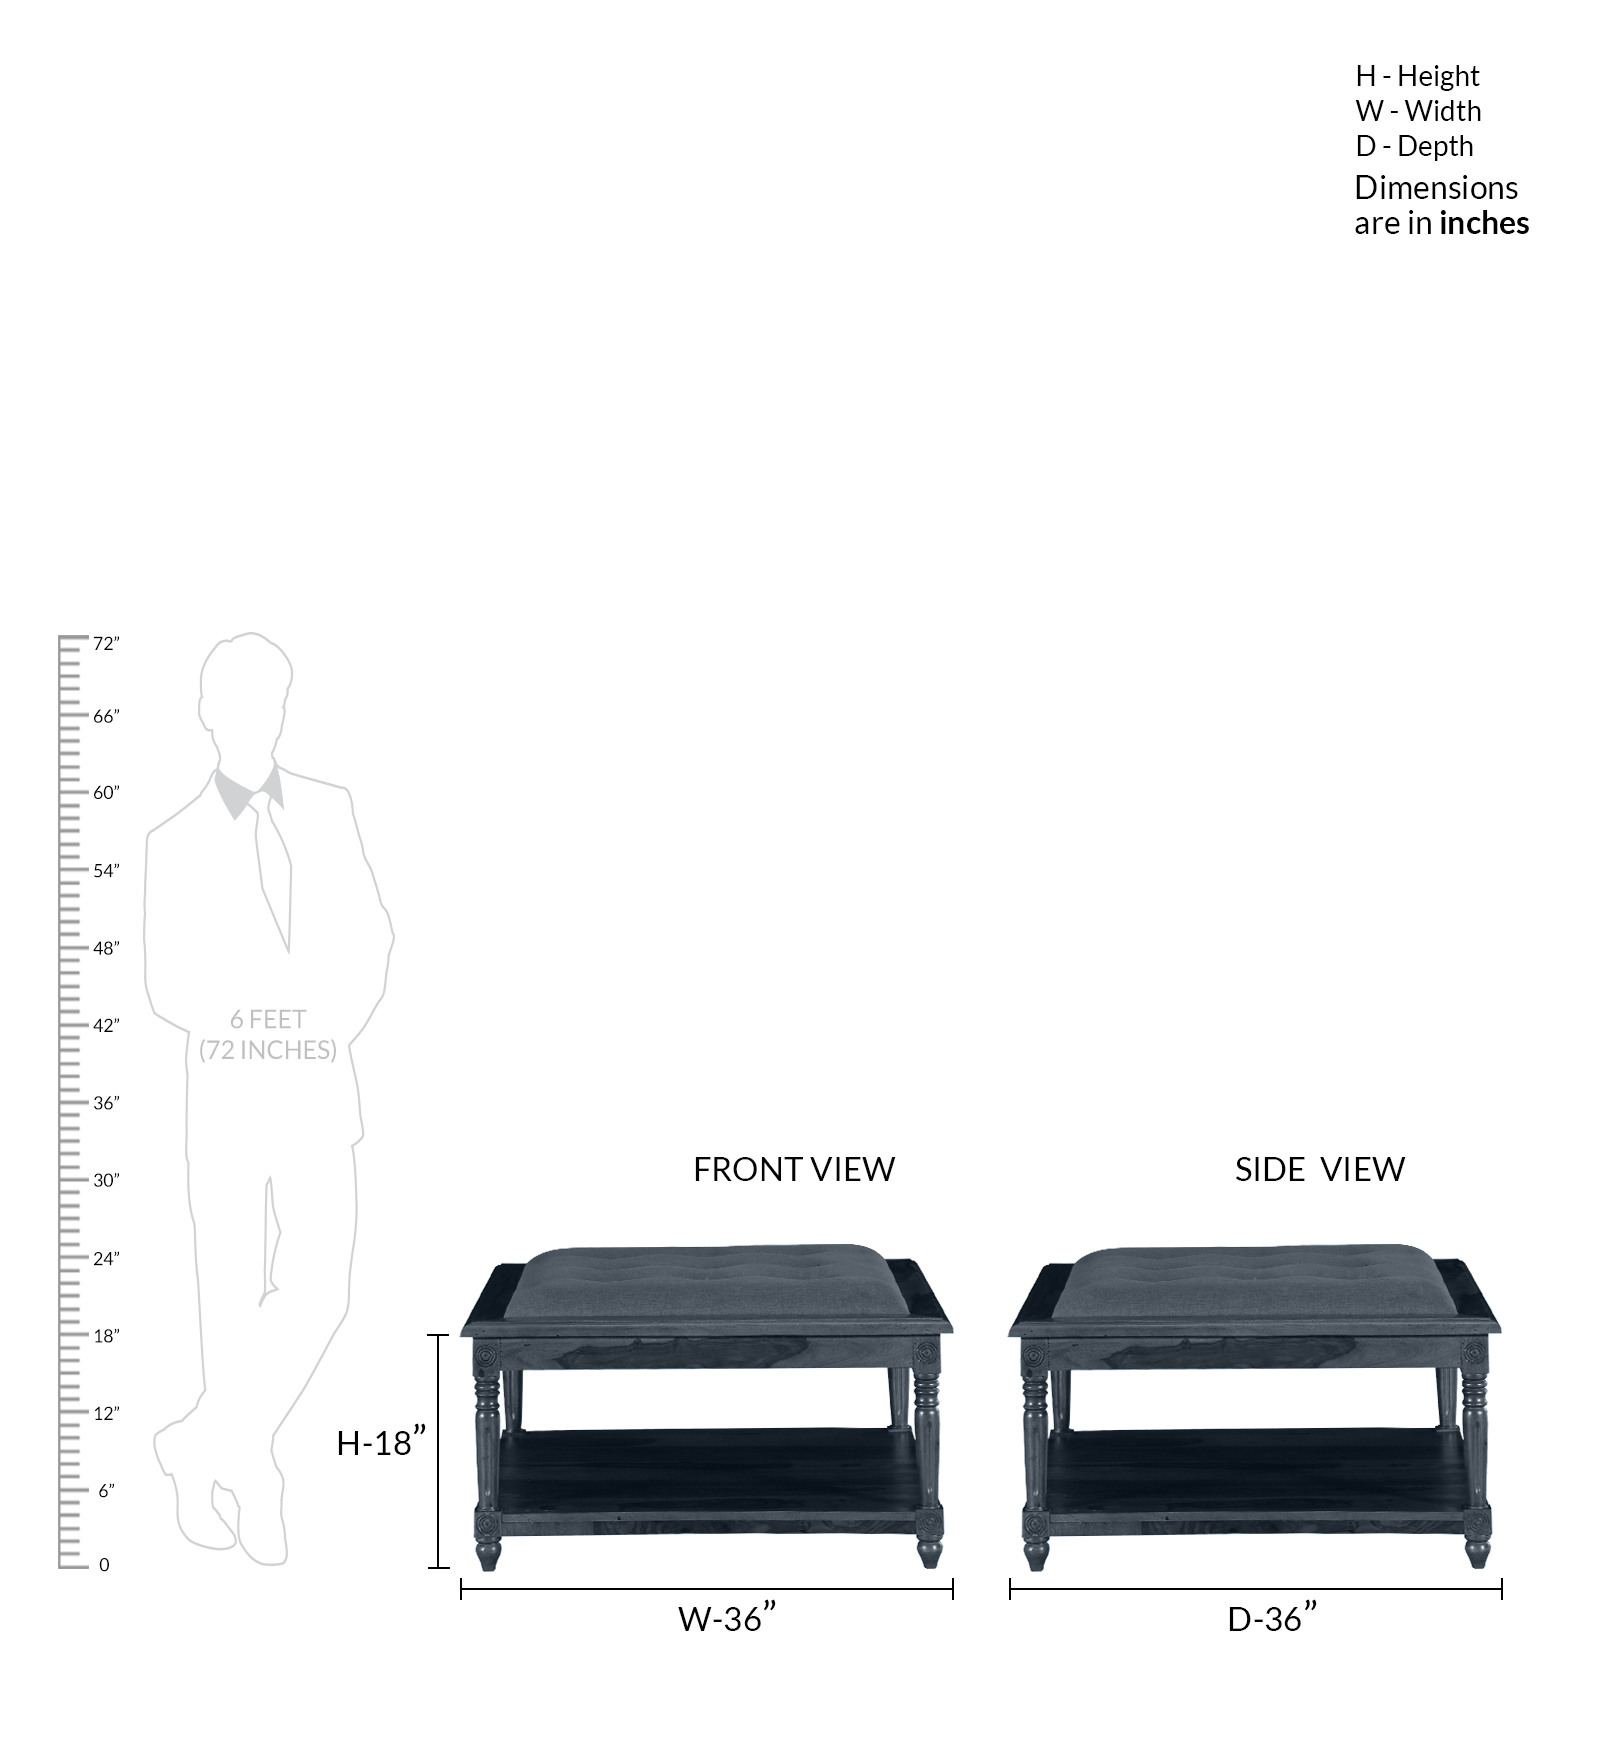 H - Height
W - Width
D - Depth
Dimensions
are in inches
72”
66”
60”
54”
48”
42”
36”
30”
24”
18”
12”
6”
0
6 FEET
(72 INCHES)
FRONT VIEW
SIDE VIEW
H-18”
W-36”
D-36”